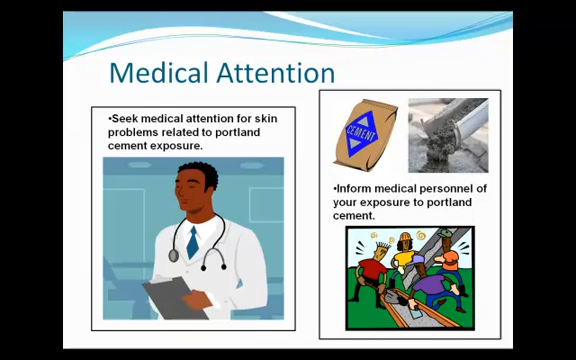 Medical Attention
•Seek medical attention for skin
problems related to portland
cement exposure.
CEMENT
•Inform medical personnel of
your exposure to portland
cement.